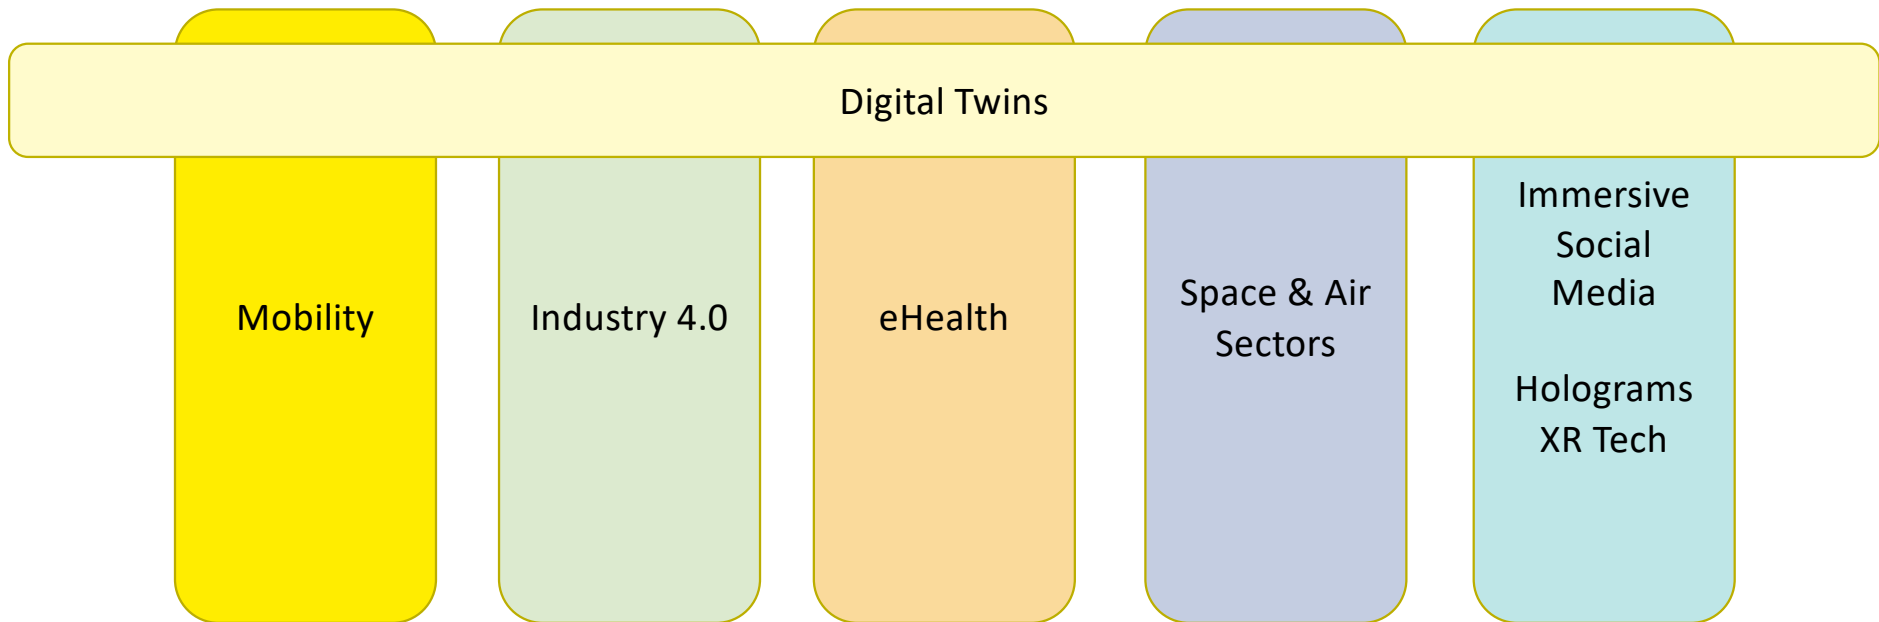 Digital Twins
Mobility
Industry 4.0
eHealth
Space & Air
Sectors
Immersive
Social
Media
Holograms
XR Tech